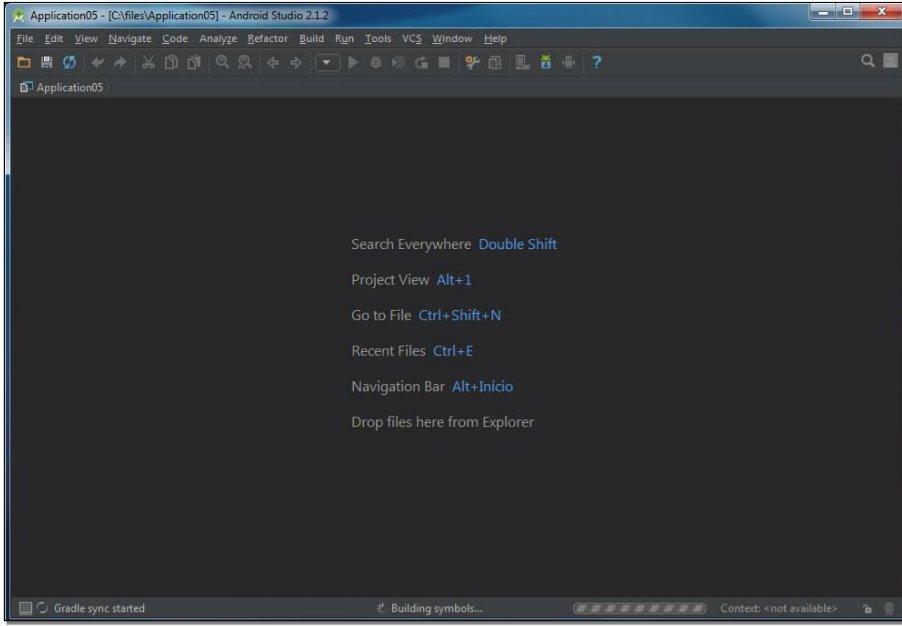 Application05 - [C:\files\Application05] - Android Studio 2.1.2
File Edit View Navigate Code Analyze Refactor Build Run Tools VCS Window Help
Application05
Search Everywhere Double Shift
Project View Alt+1
Go to File Ctrl+Shift+N
Recent Files Ctrl+E
Navigation Bar Alt+Início
Drop files here from Explorer
Gradle sync started Building symbols... Context: <not available>